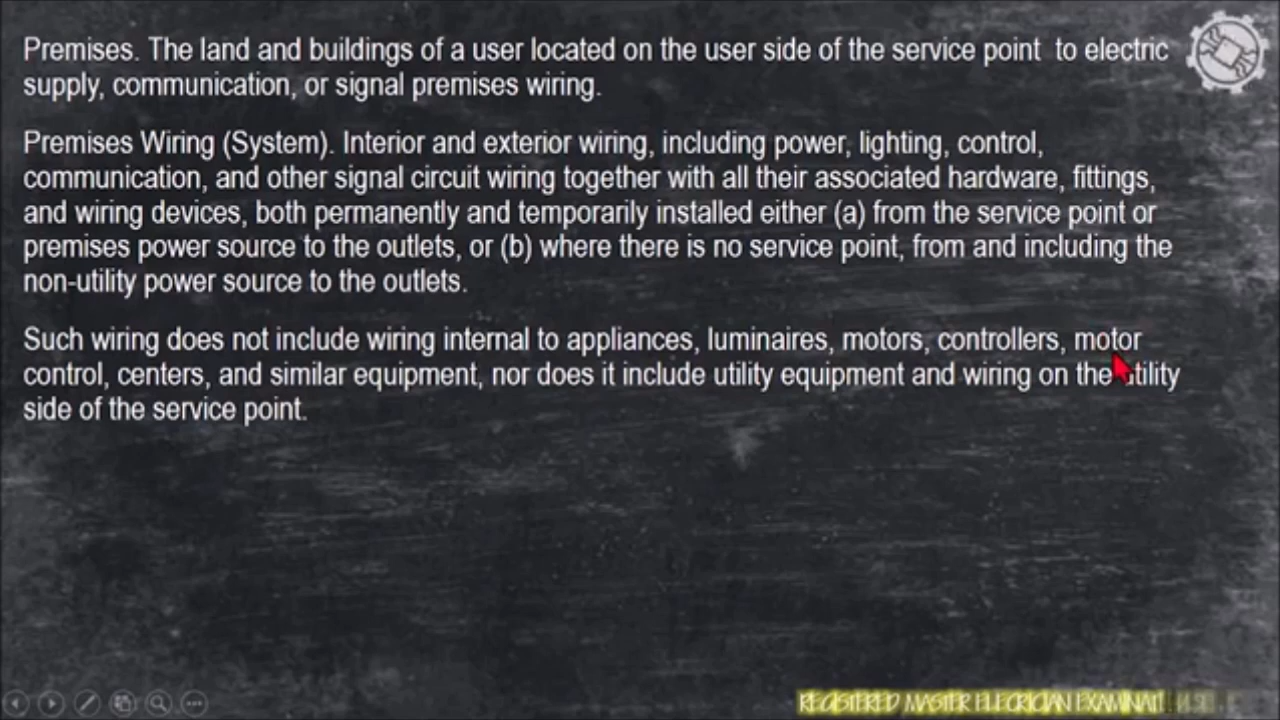 Premises. The land and buildings of a user located on the user side of the service point to electric
supply, communication, or signal premises wiring.
Premises Wiring (System). Interior and exterior wiring, including power, lighting, control,
communication, and other signal circuit wiring together with all their associated hardware, fittings,
and wiring devices, both permanently and temporarily installed either (a) from the service point or
premises power source to the outlets, or (b) where there is no service point, from and including the
non-utility power source to the outlets.
Such wiring does not include wiring internal to appliances, luminaires, motors, controllers, motor
control, centers, and similar equipment, nor does it include utility equipment and wiring on the utility
side of the service point.
REGISTERED MASTER ELECRICIAN